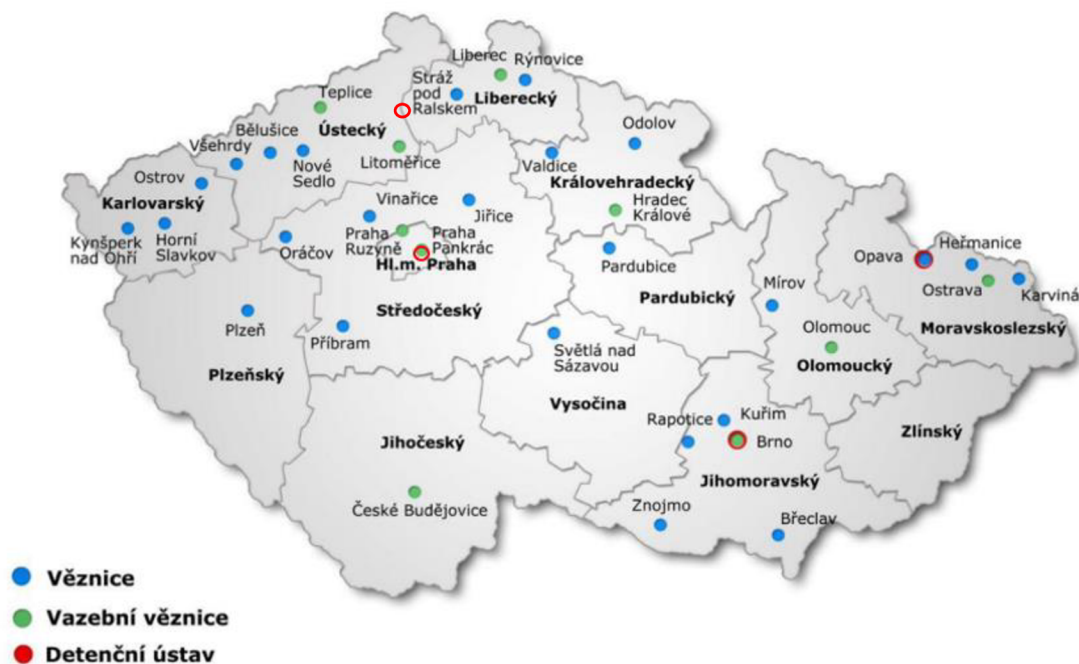 Liberec
Rýnovice
Stráž
pod
Ralskem
Liberecký
Teplice
Ústecký
Bělušice
Všehrdy
Nové
Sedlo
Litoměřice
Odolov
Valdice
Královehradecký
Hradec
Králové
Ostrov
Karlovarský
Kynšperk
nad Ohří
Horní
Slavkov
Vinařice
Jiřice
Praha
Ruzyně
Praha
Pankrác
Hl.m. Praha
Oráčov
Středočeský
Pardubice
Pardubický
Opava
Heřmanice
Ostrava
Karviná
Moravskoslezský
Mírov
Olomouc
Olomoucký
Plzeň
Plzeňský
Příbram
Světlá nad
Sázavou
Vysočina
Rapotice
Kuřim
Brno
Zlínský
Jihočeský
Jihomoravský
České Budějovice
Znojmo
Břeclav
Věznice
Vazební věznice
Detenční ústav